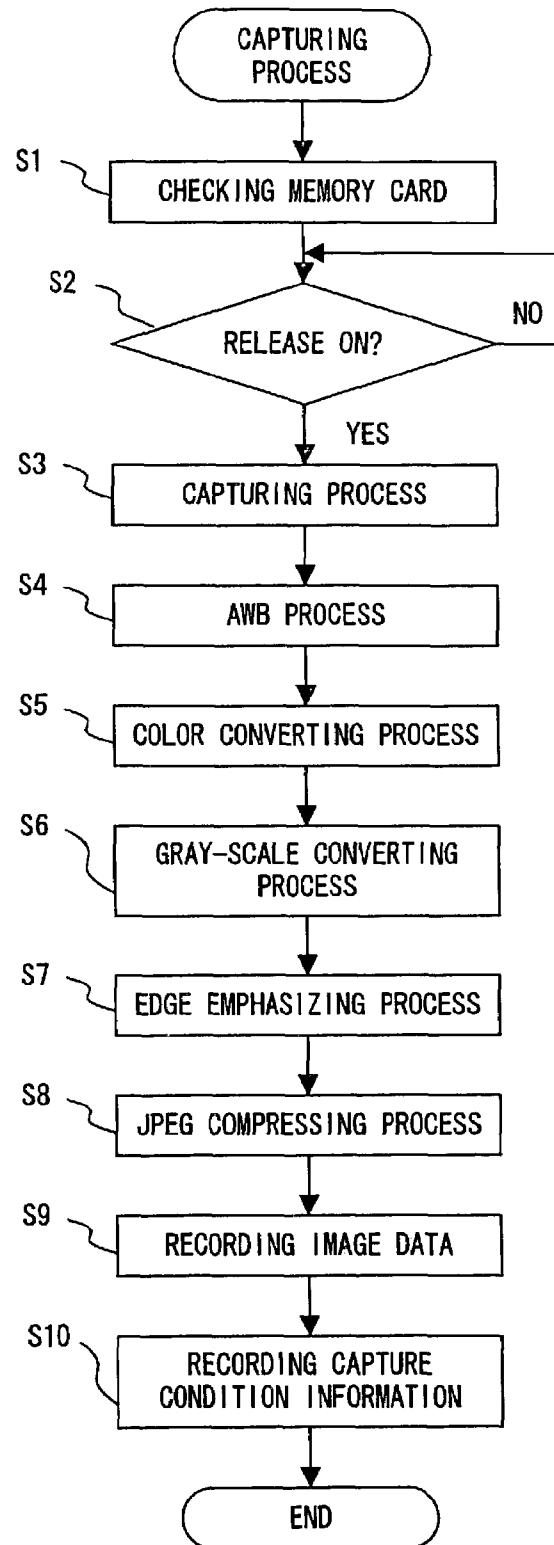 CAPTURING
PROCESS
S1
CHECKING MEMORY CARD
S2
RELEASE ON?
NO
YES
S3
CAPTURING PROCESS
S4
AWB PROCESS
S5
COLOR CONVERTING PROCESS
S6
GRAY-SCALE CONVERTING
PROCESS
S7
EDGE EMPHASIZING PROCESS
S8
JPEG COMPRESSING PROCESS
S9
RECORDING IMAGE DATA
S10
RECORDING CAPTURE
CONDITION INFORMATION
END